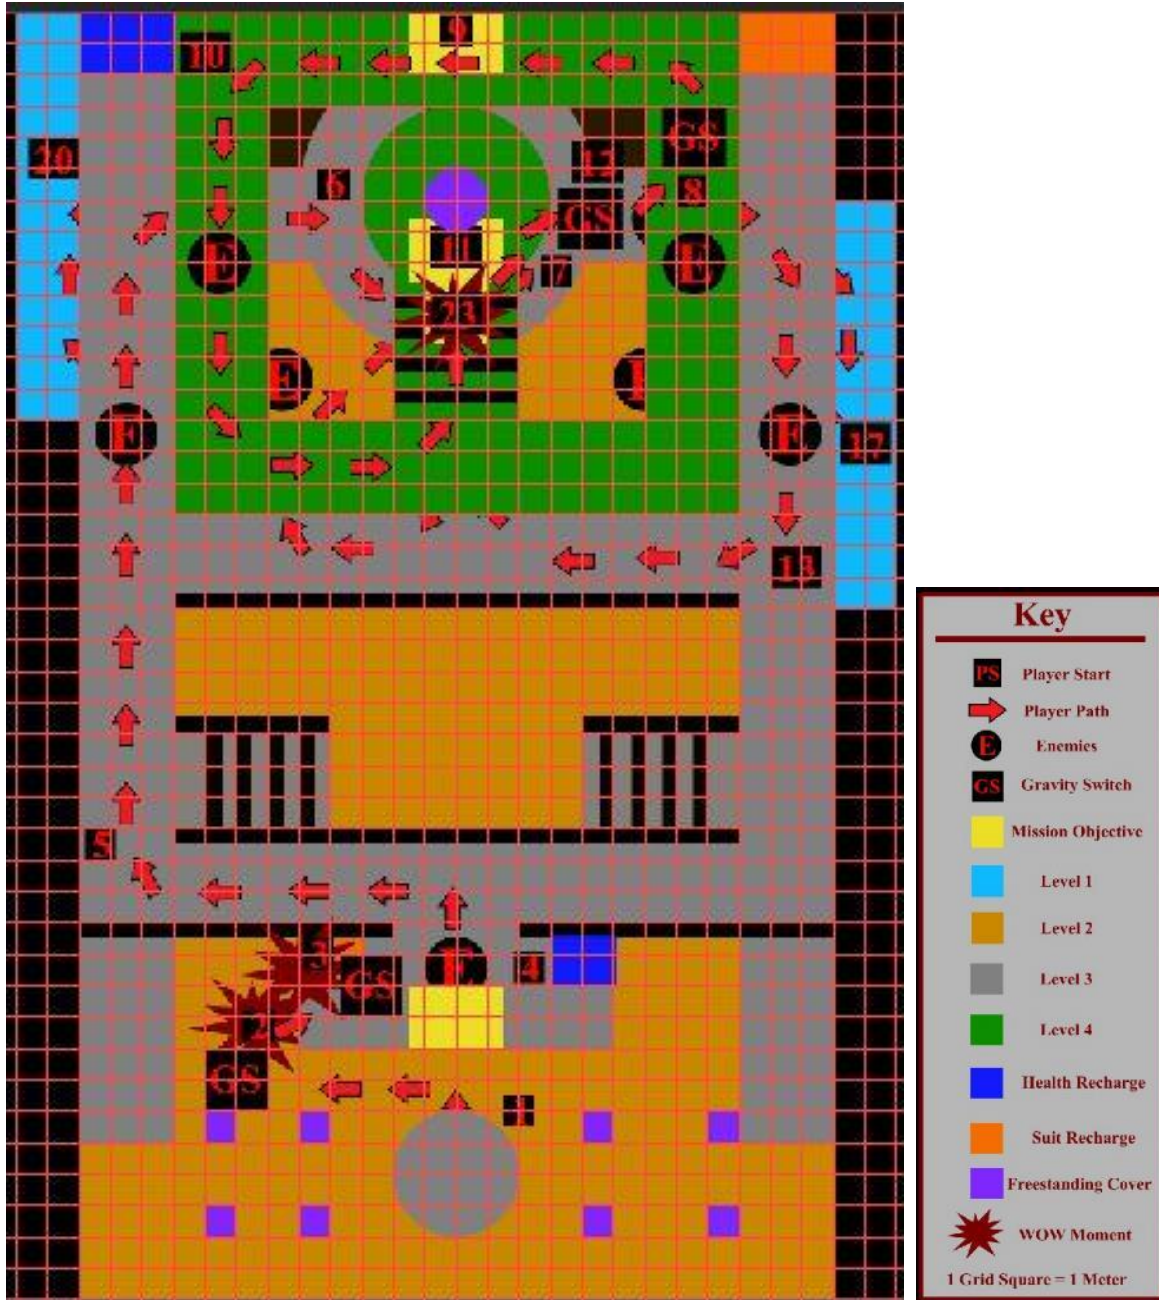 9
10
GS
20
12
6
8
GS
11
E
E
7
23
E
E
E
17
13
5
3
E
4
GS
2
GS
1
Key
PS Player Start
Player Path
E Enemies
GS Gravity Switch
Mission Objective
Level 1
Level 2
Level 3
Level 4
Health Recharge
Suit Recharge
Freestanding Cover
WOW Moment
1 Grid Square = 1 Meter